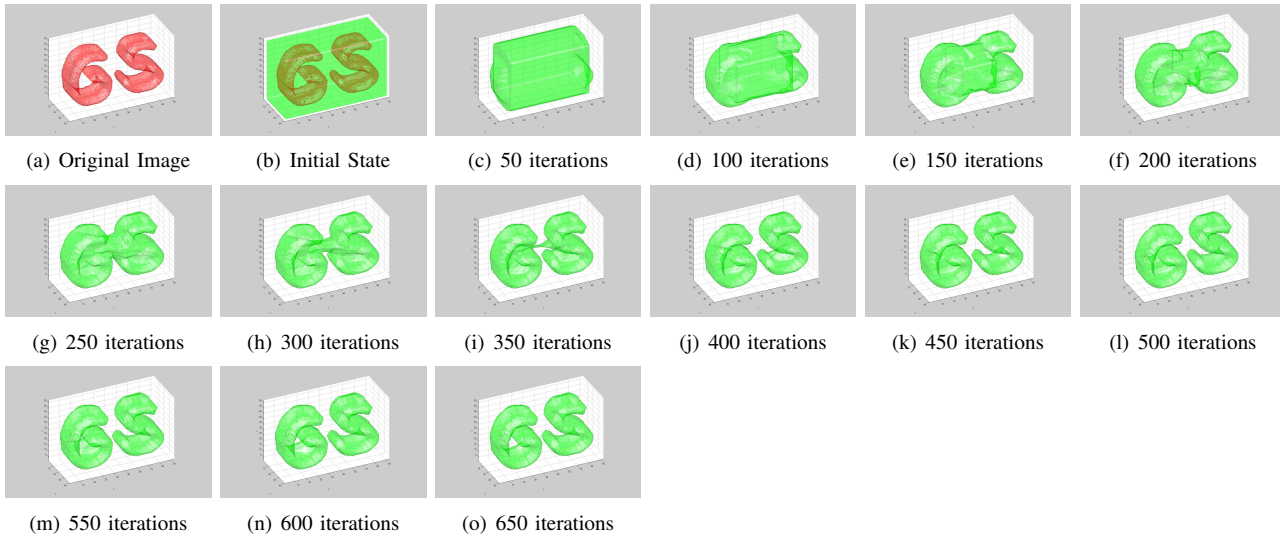 (a) Original Image
(b) Initial State
(c) 50 iterations
(d) 100 iterations
(e) 150 iterations
(f) 200 iterations
(g) 250 iterations
(h) 300 iterations
(i) 350 iterations
(j) 400 iterations
(k) 450 iterations
(l) 500 iterations
(m) 550 iterations
(n) 600 iterations
(o) 650 iterations